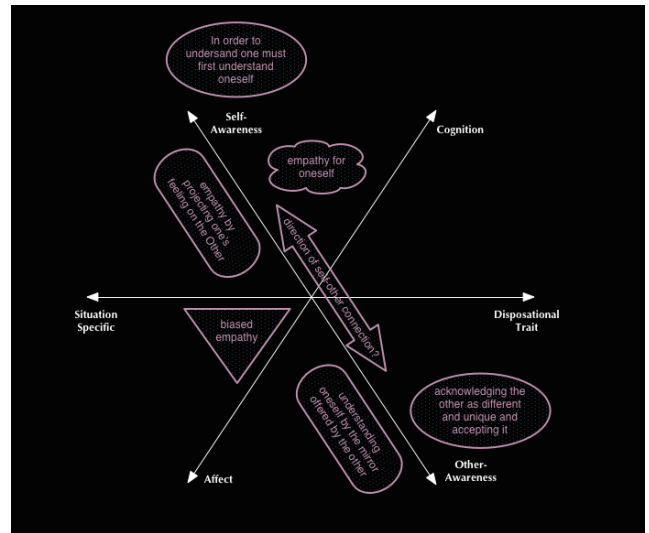 In order to
undersand one must
first understand
oneself
Self-
Awareness
Cognition
empathy for
oneself
empathy by
projecting one's
feeling on the Other
direction of self-other connection?
Situation
Specific
Disposational
Trait
biased
empathy
understanding
oneself by the mirror
offered by the other
acknowledging the
other as different
and unique and
accepting it
Affect
Other-
Awareness